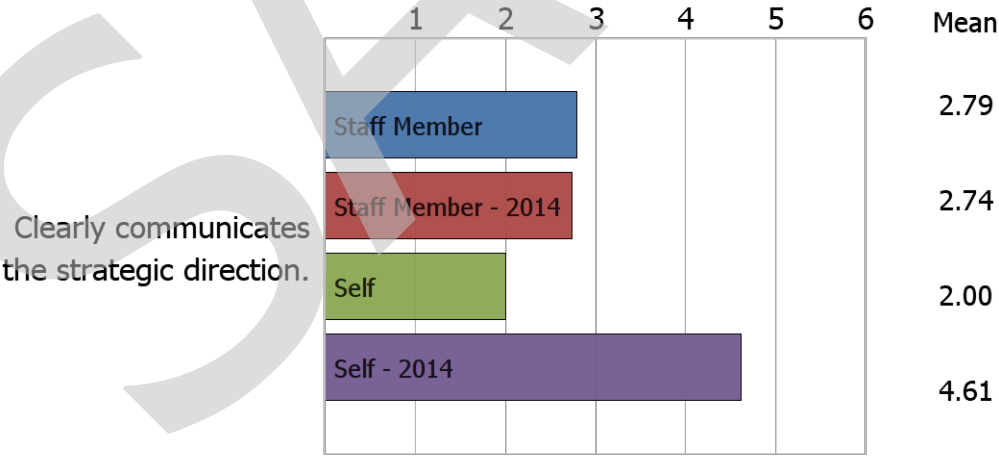 1 2 3 4 5 6 Mean
Staff Member 2.79
Staff Member - 2014 2.74
Clearly communicates
the strategic direction.
Self 2.00
Self - 2014 4.61